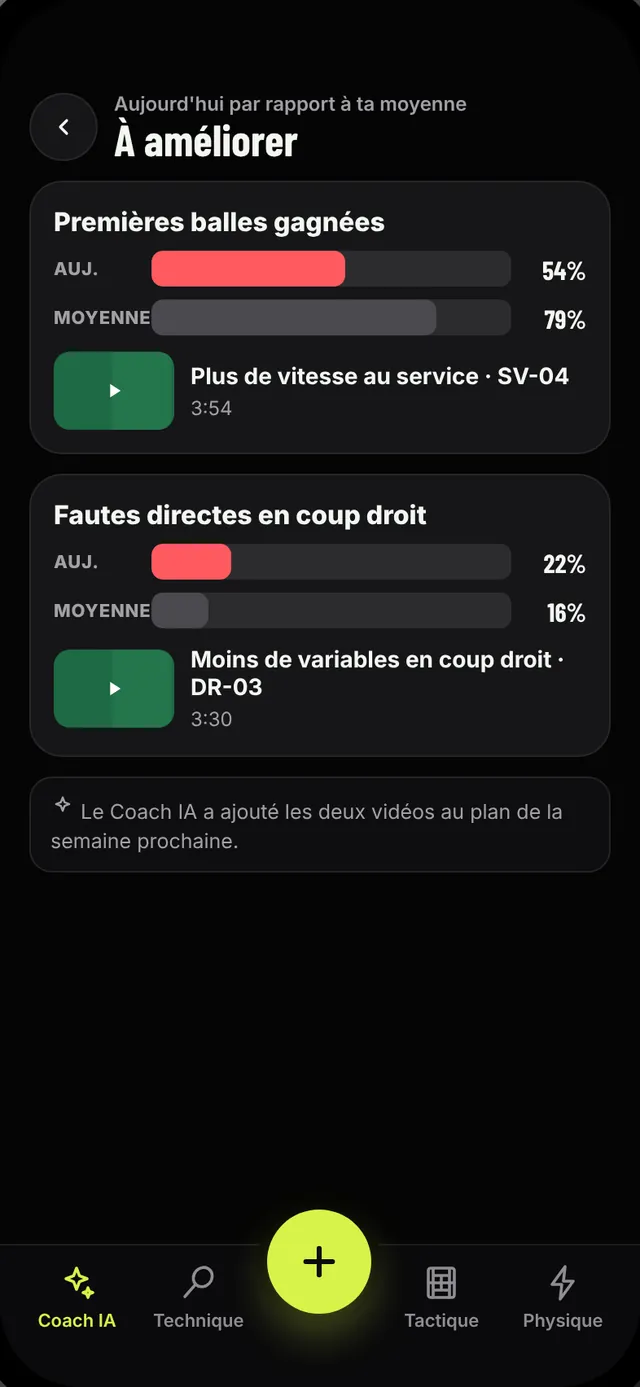 Aujourd'hui par rapport à ta moyenne
À améliorer
Premières balles gagnées
AUJ. 54%
MOYENNE 79%
Plus de vitesse au service · SV-04
3:54
Fautes directes en coup droit
AUJ. 22%
MOYENNE 16%
Moins de variables en coup droit ·
DR-03
3:30
Le Coach IA a ajouté les deux vidéos au plan de la
semaine prochaine.
Coach IA Technique Tactique Physique